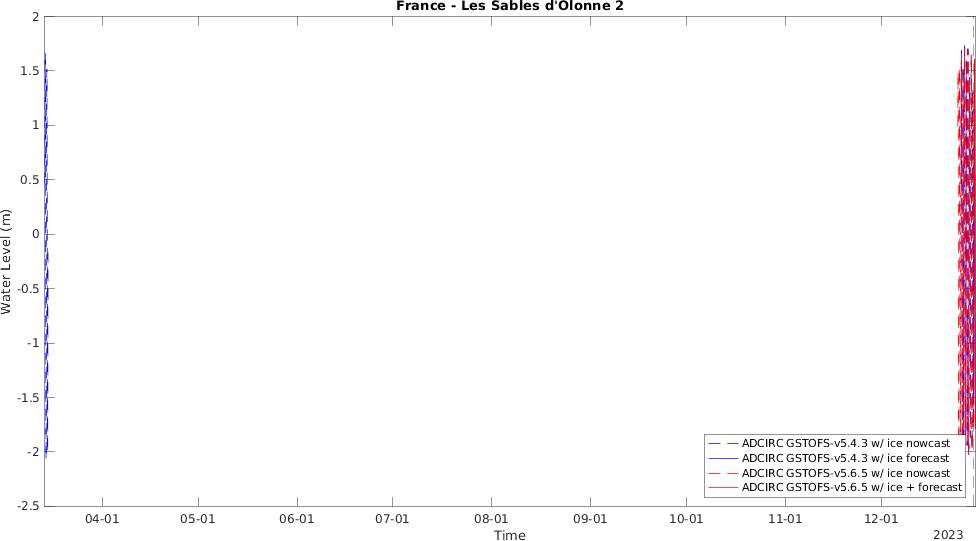 France - Les Sables d'Olonne 2
2
1.5
1
0.5
0
-0.5
-1
-1.5
-2
-2.5
Water Level (m)
ADCIRC GSTOFS-v5.4.3 w/ ice nowcast
ADCIRC GSTOFS-v5.4.3 w/ ice forecast
ADCIRC GSTOFS-v5.6.5 w/ ice nowcast
ADCIRC GSTOFS-v5.6.5 w/ ice + forecast
04-01 05-01 06-01 07-01 08-01 09-01 10-01 11-01 12-01
Time
2023